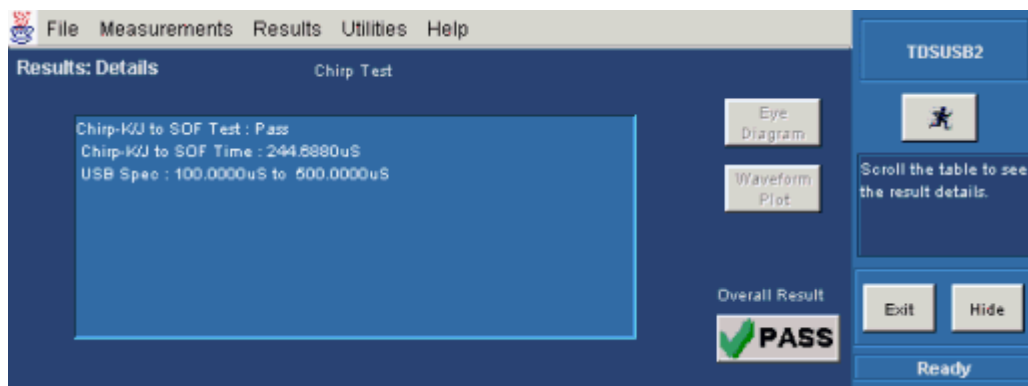 File Measurements Results Utilities Help
Results: Details
Chirp Test
Chirp-K/J to SOF Test : Pass
Chirp-K/J to SOF Time : 244.6880uS
USB Spec : 100.0000uS to 500.0000uS
Eye
Diagram
Waveform
Plot
Overall Result
PASS
TDSUSB2
Scroll the table to see
the result details.
Exit
Hide
Ready